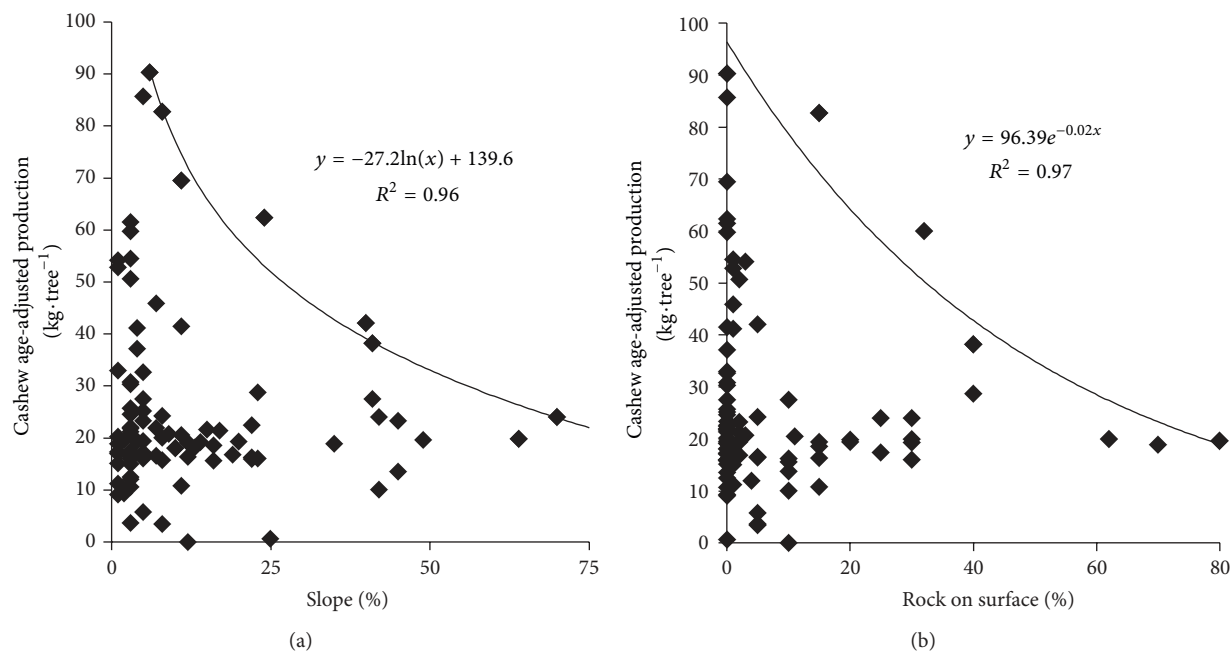 100
90
80
70
60
50
40
30
20
10
0
Cashew age-adjusted production
(kg·tree⁻¹)
y = −27.2ln(x) + 139.6
R² = 0.96
0 25 50 75
Slope (%)
(a)
100
90
80
70
60
50
40
30
20
10
0
Cashew age-adjusted production
(kg·tree⁻¹)
y = 96.39e⁻⁰·⁰²ˣ
R² = 0.97
0 20 40 60 80
Rock on surface (%)
(b)